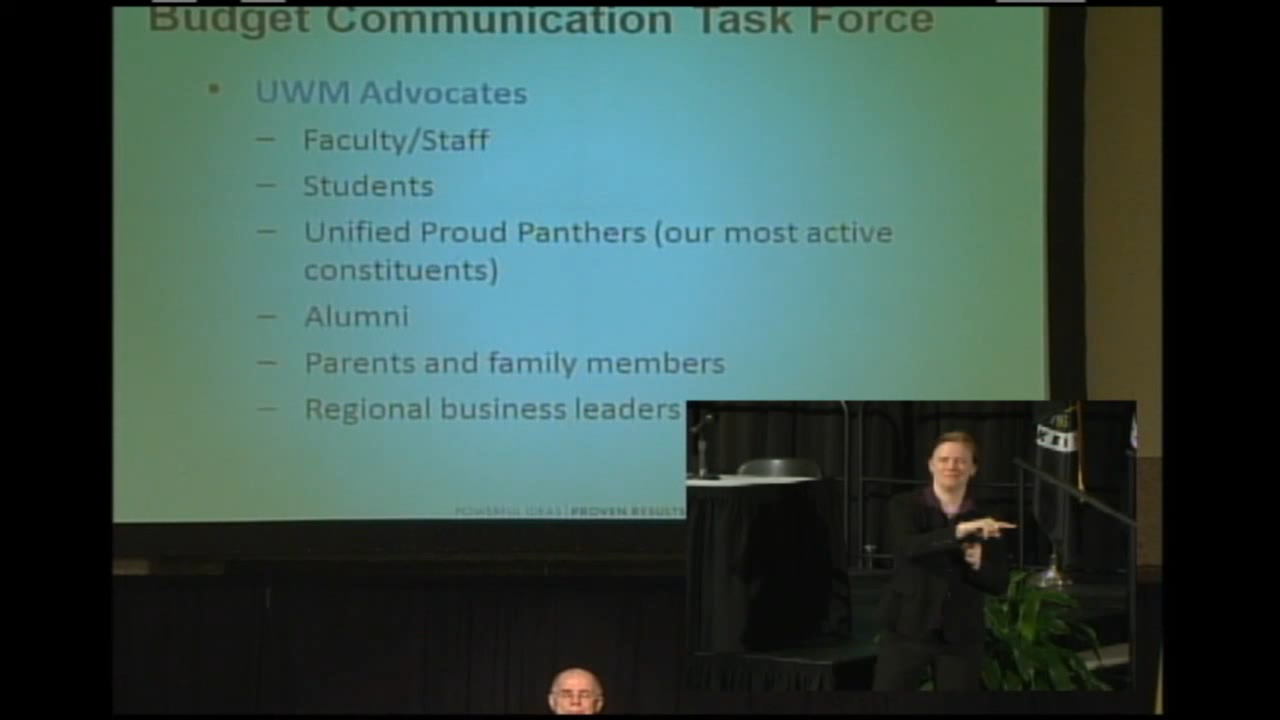 Budget Communication Task Force
UWM Advocates
– Faculty/Staff
– Students
– Unified Proud Panthers (our most active
constituents)
– Alumni
– Parents and family members
– Regional business leaders
POWERFUL IDEAS | PROVEN RESULTS